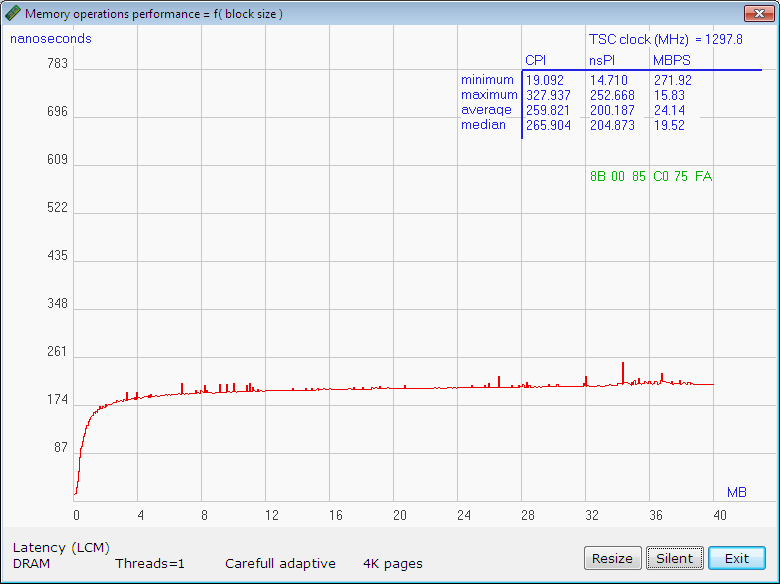 Memory operations performance = f( block size )
nanoseconds
TSC clock (MHz) = 1297.8
CPI nsPI MBPS
minimum 19.092 14.710 271.92
maximum 327.937 252.668 15.83
average 259.821 200.187 24.14
median 265.904 204.873 19.52
8B 00 85 C0 75 FA
783
696
609
522
435
348
261
174
87
MB
0 4 8 12 16 20 24 28 32 36 40
Latency (LCM)
DRAM Threads=1 Carefull adaptive 4K pages
Resize Silent Exit